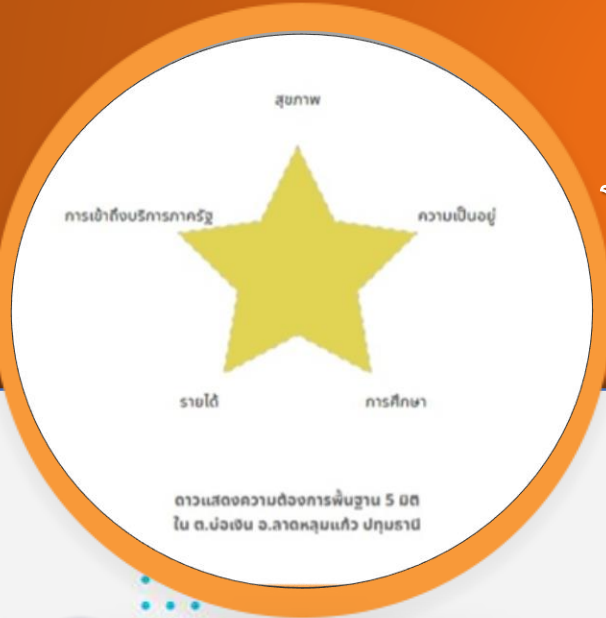 สุขภาพ
การเข้าถึงบริการภาครัฐ
ความเป็นอยู่
รายได้
การศึกษา
ดาวแสดงความต้องการพื้นฐาน 5 มิติ
ใน ต.บ่อเงิน อ.ลาดหลุมแก้ว ปทุมธานี